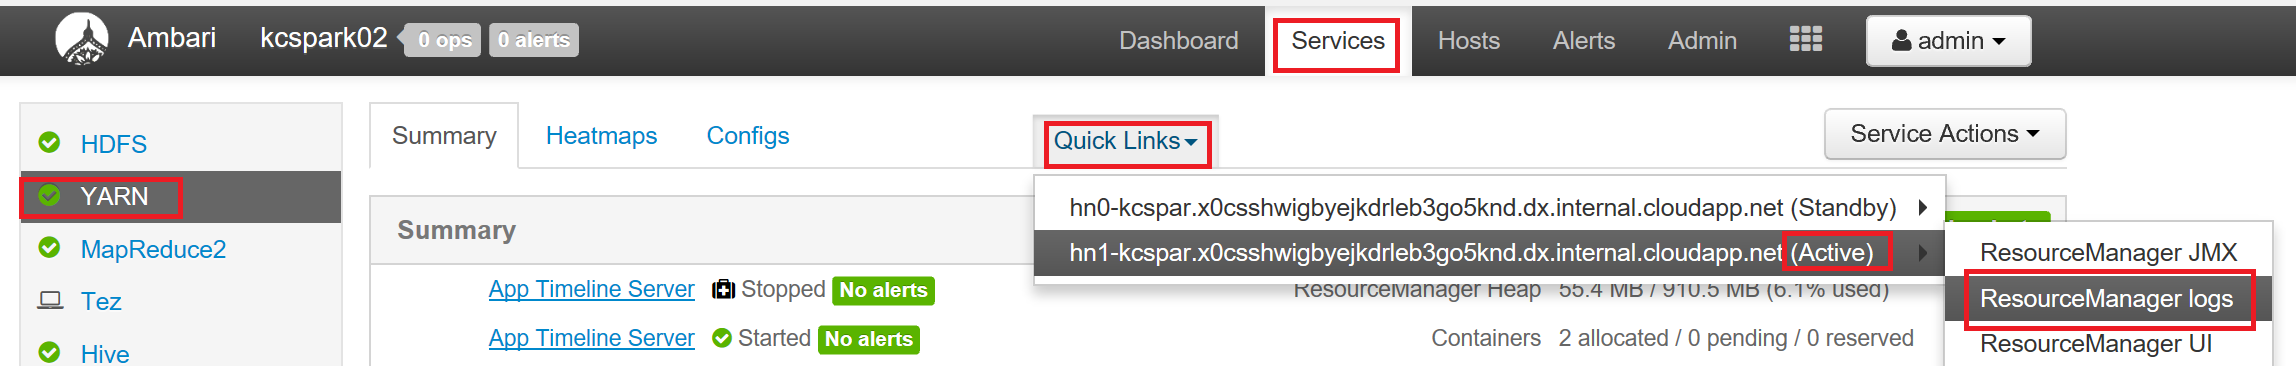 Ambari kcspark02 0 ops 0 alerts Dashboard Services Hosts Alerts Admin admin
HDFS
YARN
MapReduce2
Tez
Hive
Summary Heatmaps Configs Quick Links Service Actions
hn0-kcspar.x0csshwigbyejkdrleb3go5knd.dx.internal.cloudapp.net (Standby)
hn1-kcspar.x0csshwigbyejkdrleb3go5knd.dx.internal.cloudapp.net (Active)
ResourceManager JMX
ResourceManager logs
ResourceManager UI
Summary
App Timeline Server Stopped No alerts ResourceManager Heap 55.4 MB / 910.5 MB (6.1% used)
App Timeline Server Started No alerts Containers 2 allocated / 0 pending / 0 reserved